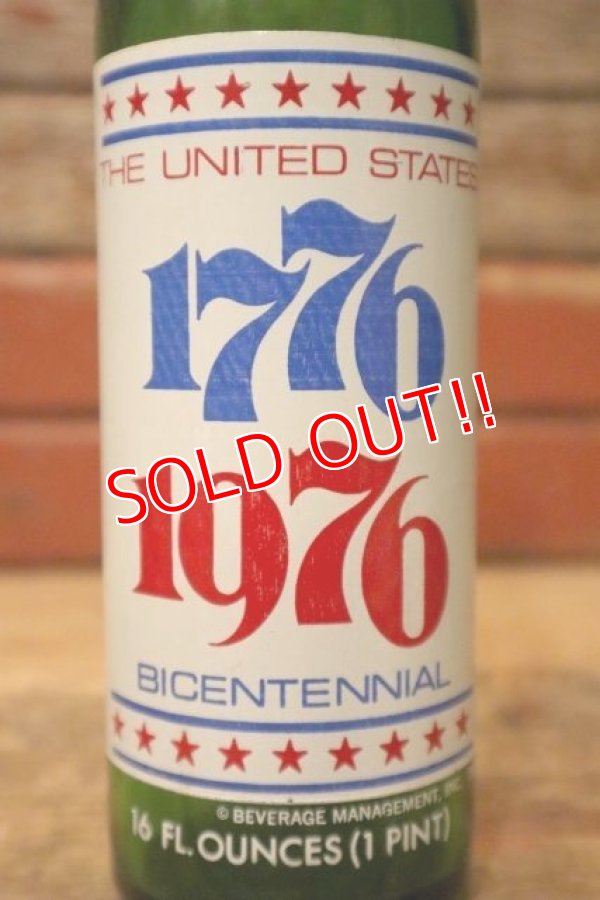 THE UNITED STATES
1776
SOLD OUT!!
1976
BICENTENNIAL
© BEVERAGE MANAGEMENT, INC.
16 FL. OUNCES (1 PINT)